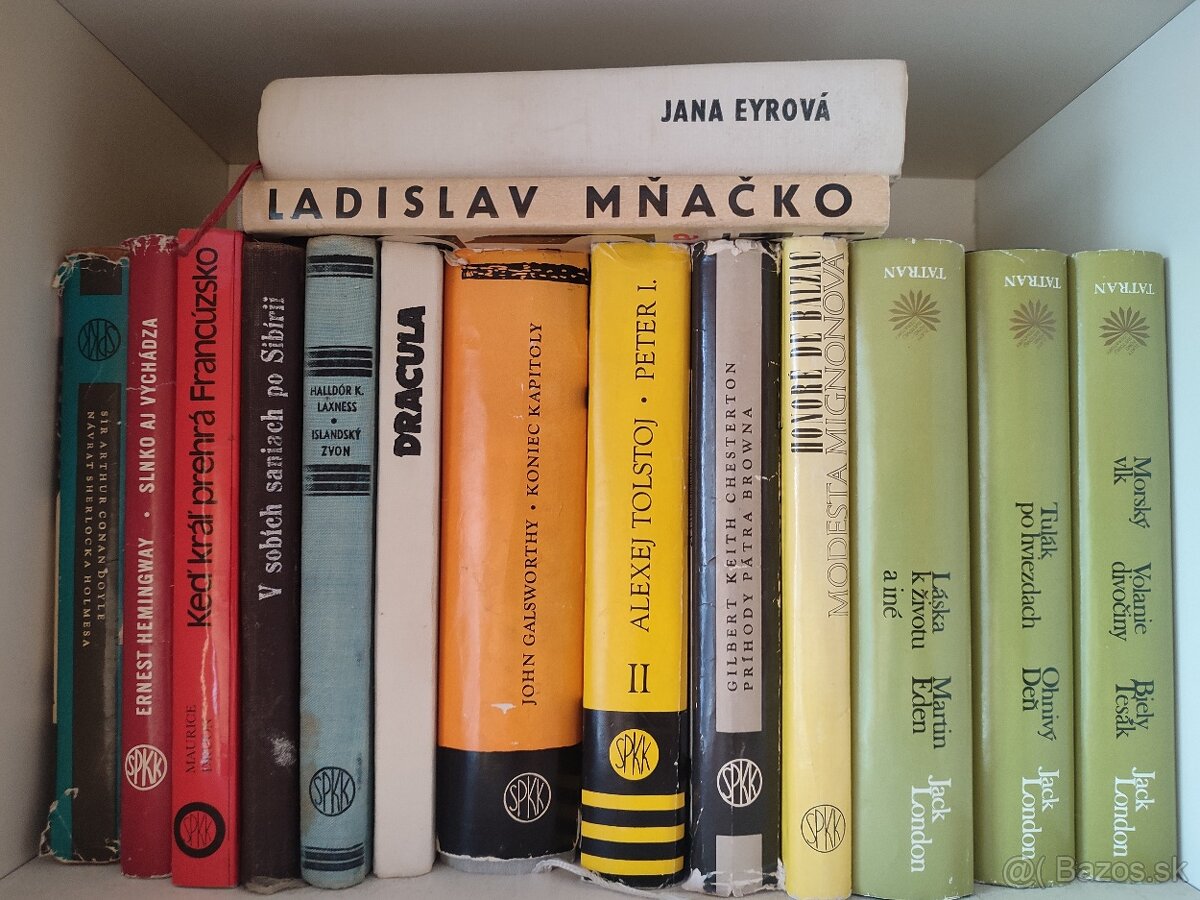 JANA EYROVÁ
LADISLAV MŇAČKO
SPKK
SIR ARTHUR CONAN DOYLE
NÁVRAT SHERLOCKA HOLMESA
ERNEST HEMINGWAY • SLNKO AJ VYCHÁDZA
SPKK
Keď kráľ prehrá Francúzsko
MAURICE
SPKK
V sobích saniach po Sibíri
HALLDÓR K.
LAXNESS
•
ISLANDSKÝ
ZVON
SPKK
DRACULA
JOHN GALSWORTHY • KONIEC KAPITOLY
SPKK
ALEXEJ TOLSTOJ • PETER I.
II
SPKK
GILBERT KEITH CHESTERTON
PRÍHODY PÁTRA BROWNA
SPKK
HONORÉ DE BALZAC
MODESTA MIGNONOVÁ
SPKK
TATRAN
Láska
k životu
a iné
Martin
Eden
Jack
London
TATRAN
Tulák
po hviezdach
Ohnivý
Deň
Jack
London
TATRAN
Morský
vlk
Volanie
divočiny
Biely
Tesák
Jack
London
Bazos.sk